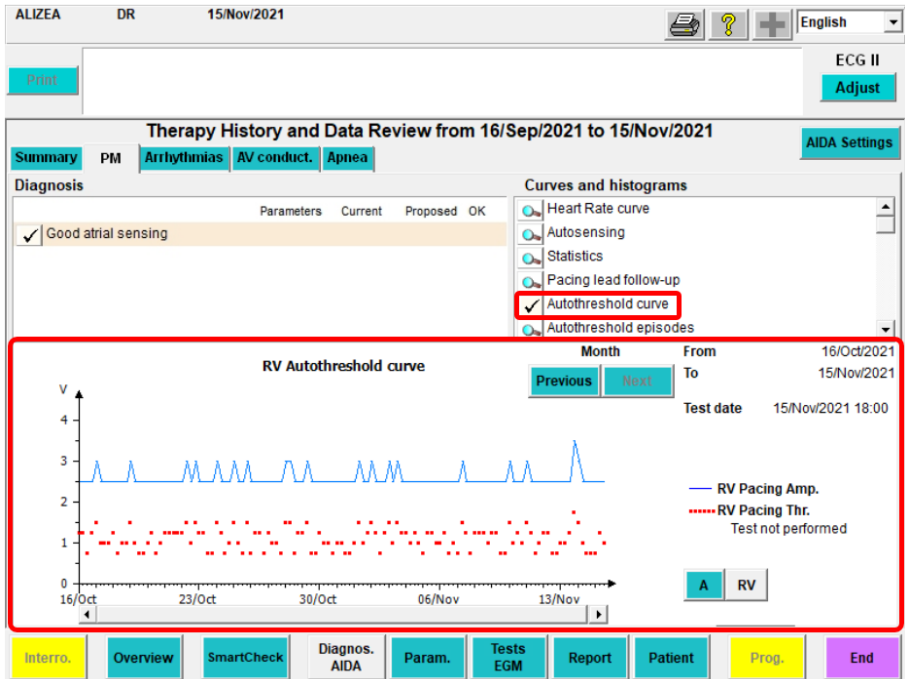 ALIZEA DR 15/Nov/2021
English
Print
ECG II
Adjust
Therapy History and Data Review from 16/Sep/2021 to 15/Nov/2021
AIDA Settings
Summary PM Arrhythmias AV conduct. Apnea
Diagnosis
Parameters Current Proposed OK
Good atrial sensing
Curves and histograms
Heart Rate curve
Autosensing
Statistics
Pacing lead follow-up
Autothreshold curve
Autothreshold episodes
RV Autothreshold curve
Month
Previous Next
From 16/Oct/2021
To 15/Nov/2021
Test date 15/Nov/2021 18:00
V
4
3
2
1
0
16/Oct 23/Oct 30/Oct 06/Nov 13/Nov
RV Pacing Amp.
RV Pacing Thr.
Test not performed
A RV
Interro. Overview SmartCheck Diagnos. AIDA Param. Tests EGM Report Patient Prog. End